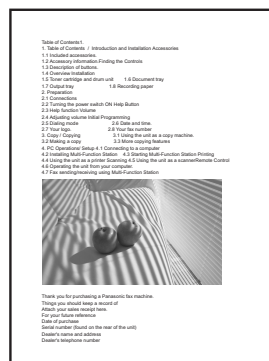 Table of Contents1.
1. Table of Contents / Introduction and Installation Accessories
1.1 Included accessories.
1.2 Accessory information.Finding the Controls
1.3 Description of buttons.
1.4 Overview Installation
1.5 Toner cartridge and drum unit 1.6 Document tray
1.7 Output tray 1.8 Recording paper
2. Preparation
2.1 Connections
2.2 Turning the power switch ON Help Button
2.3 Help function Volume
2.4 Adjusting volume Initial Programming
2.5 Dialing mode 2.6 Date and time.
2.7 Your logo. 2.8 Your fax number
3. Copy / Copying 3.1 Using the unit as a copy machine.
3.2 Making a copy 3.3 More copying features
4. PC Operations/ Setup 4.1 Connecting to a computer
4.2 Installing Multi-Function Station 4.3 Starting Multi-Function Station Printing
4.4 Using the unit as a printer Scanning 4.5 Using the unit as a scannerRemote Control
4.6 Operating the unit from your computer.
4.7 Fax sending/receiving using Multi-Function Station
Thank you for purchasing a Panasonic fax machine.
Things you should keep a record of
Attach your sales receipt here.
For your future reference
Date of purchase
Serial number (found on the rear of the unit)
Dealer's name and address
Dealer's telephone number